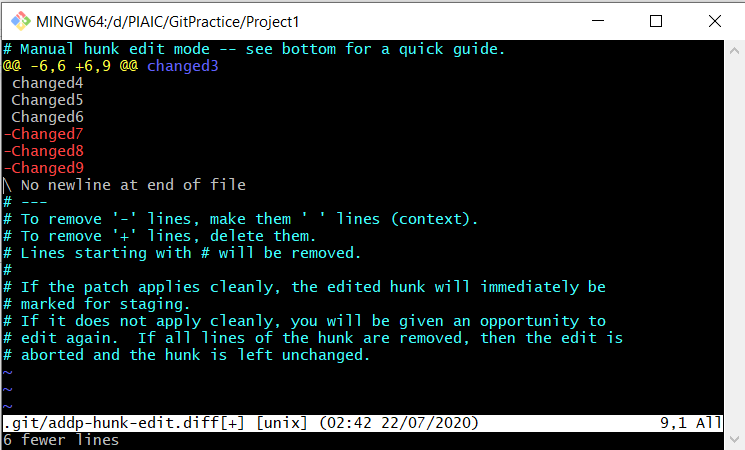 MINGW64:/d/PIAIC/GitPractice/Project1
# Manual hunk edit mode -- see bottom for a quick guide.
@@ -6,6 +6,9 @@ changed3
 changed4
 Changed5
 Changed6
-Changed7
-Changed8
-Changed9
\ No newline at end of file
# ---
# To remove '-' lines, make them ' ' lines (context).
# To remove '+' lines, delete them.
# Lines starting with # will be removed.
#
# If the patch applies cleanly, the edited hunk will immediately be
# marked for staging.
# If it does not apply cleanly, you will be given an opportunity to
# edit again.  If all lines of the hunk are removed, then the edit is
# aborted and the hunk is left unchanged.
~
~
~
.git/addp-hunk-edit.diff[+] [unix] (02:42 22/07/2020) 9,1 All
6 fewer lines